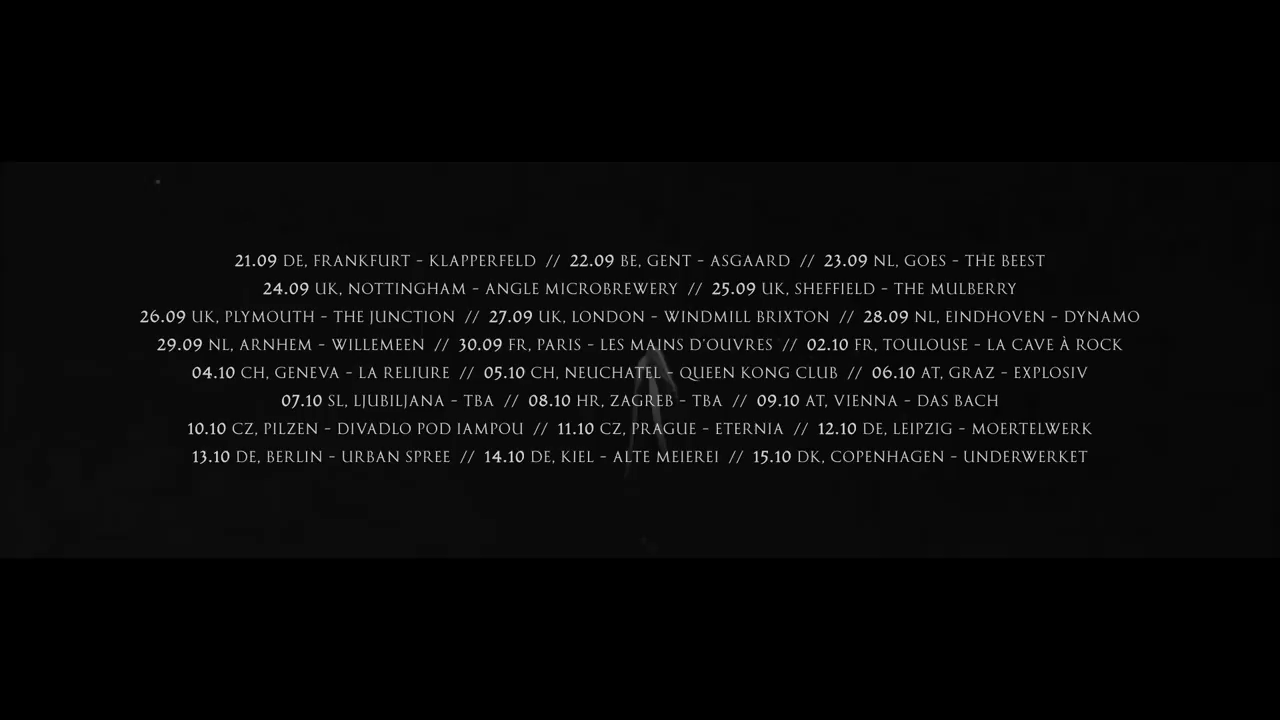 21.09 DE, FRANKFURT - KLAPPERFELD // 22.09 BE, GENT - ASGAARD // 23.09 NL, GOES - THE BEEST
24.09 UK, NOTTINGHAM - ANGLE MICROBREWERY // 25.09 UK, SHEFFIELD - THE MULBERRY
26.09 UK, PLYMOUTH - THE JUNCTION // 27.09 UK, LONDON - WINDMILL BRIXTON // 28.09 NL, EINDHOVEN - DYNAMO
29.09 NL, ARNHEM - WILLEMEEN // 30.09 FR, PARIS - LES MAINS D'OUVRES // 02.10 FR, TOULOUSE - LA CAVE À ROCK
04.10 CH, GENEVA - LA RELIURE // 05.10 CH, NEUCHATEL - QUEEN KONG CLUB // 06.10 AT, GRAZ - EXPLOSIV
07.10 SL, LJUBILJANA - TBA // 08.10 HR, ZAGREB - TBA // 09.10 AT, VIENNA - DAS BACH
10.10 CZ, PILZEN - DIVADLO POD IAMPOU // 11.10 CZ, PRAGUE - ETERNIA // 12.10 DE, LEIPZIG - MOERTELWERK
13.10 DE, BERLIN - URBAN SPREE // 14.10 DE, KIEL - ALTE MEIEREI // 15.10 DK, COPENHAGEN - UNDERWERKET